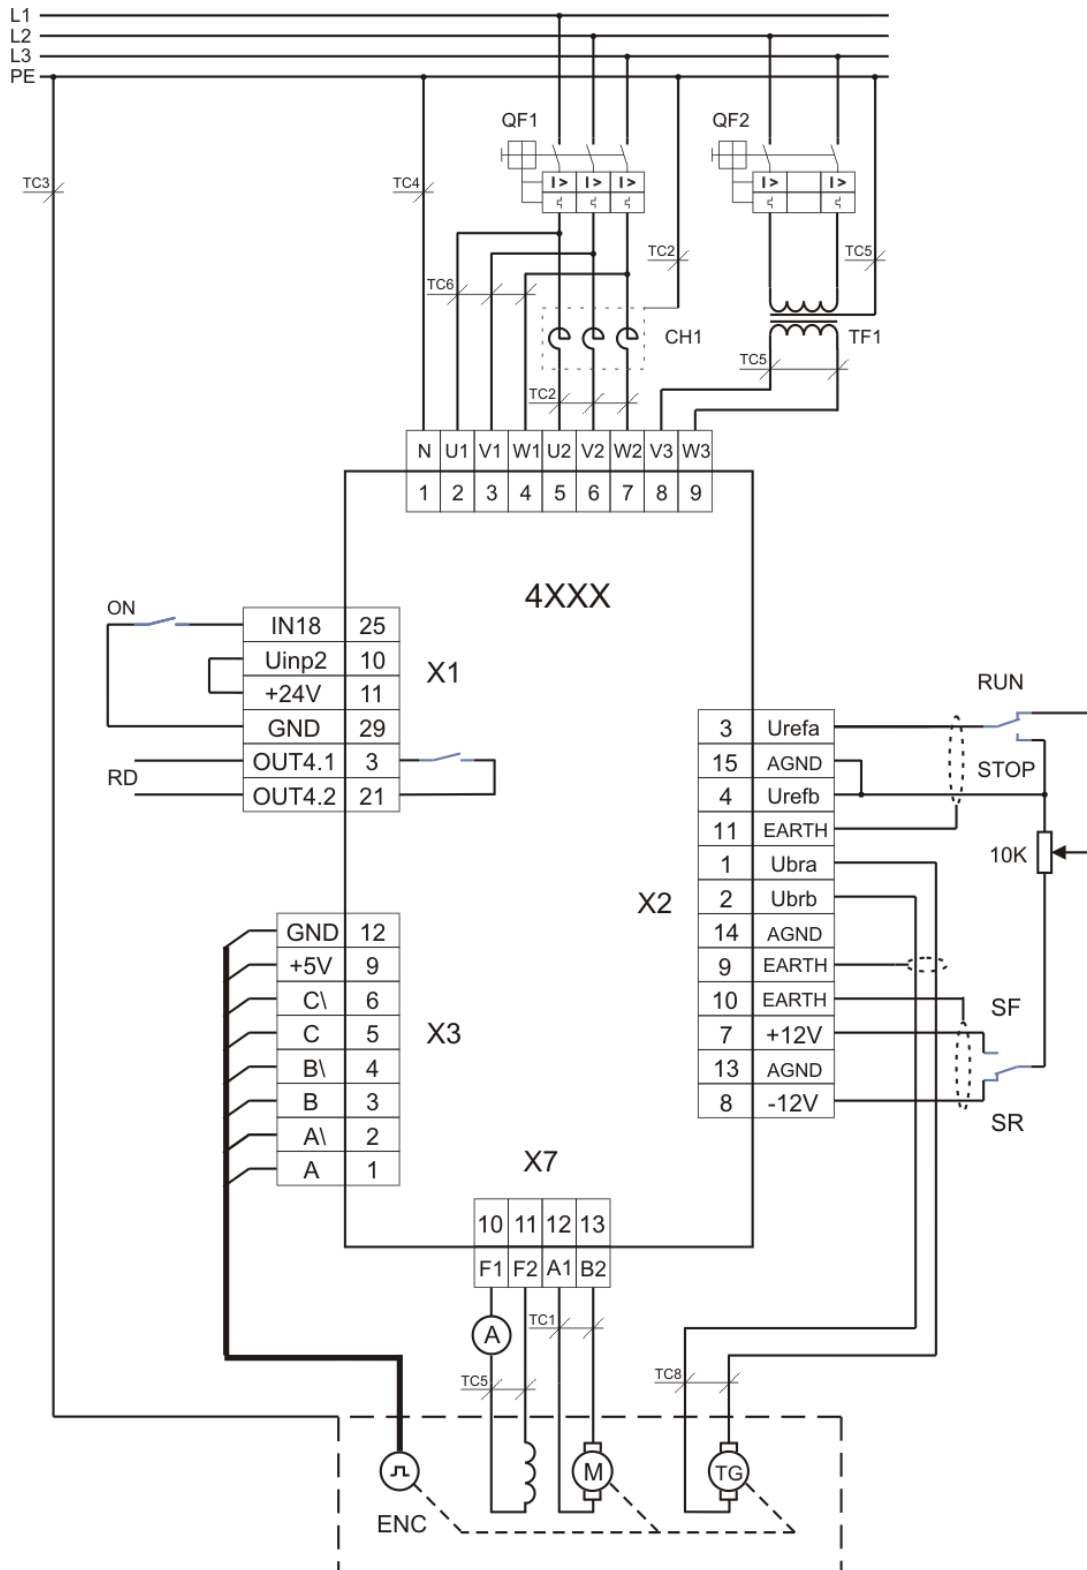 L1
L2
L3
PE
QF1
QF2
I > I > I >
I > I >
TC3
TC4
TC2
TC5
TC6
CH1
TF1
TC5
TC2
N U1 V1 W1 U2 V2 W2 V3 W3
1 2 3 4 5 6 7 8 9
4XXX
ON
IN18 25
Uinp2 10
+24V 11
GND 29
OUT4.1 3
OUT4.2 21
RD
X1
RUN
STOP
10K
3 Urefa
15 AGND
4 Urefb
11 EARTH
1 Ubra
2 Ubrb
14 AGND
9 EARTH
10 EARTH
7 +12V
13 AGND
8 -12V
X2
SF
SR
GND 12
+5V 9
C\ 6
C 5
B\ 4
B 3
A\ 2
A 1
X3
X7
10 11 12 13
F1 F2 A1 B2
A
TC1
TC5
TC8
M
TG
ENC